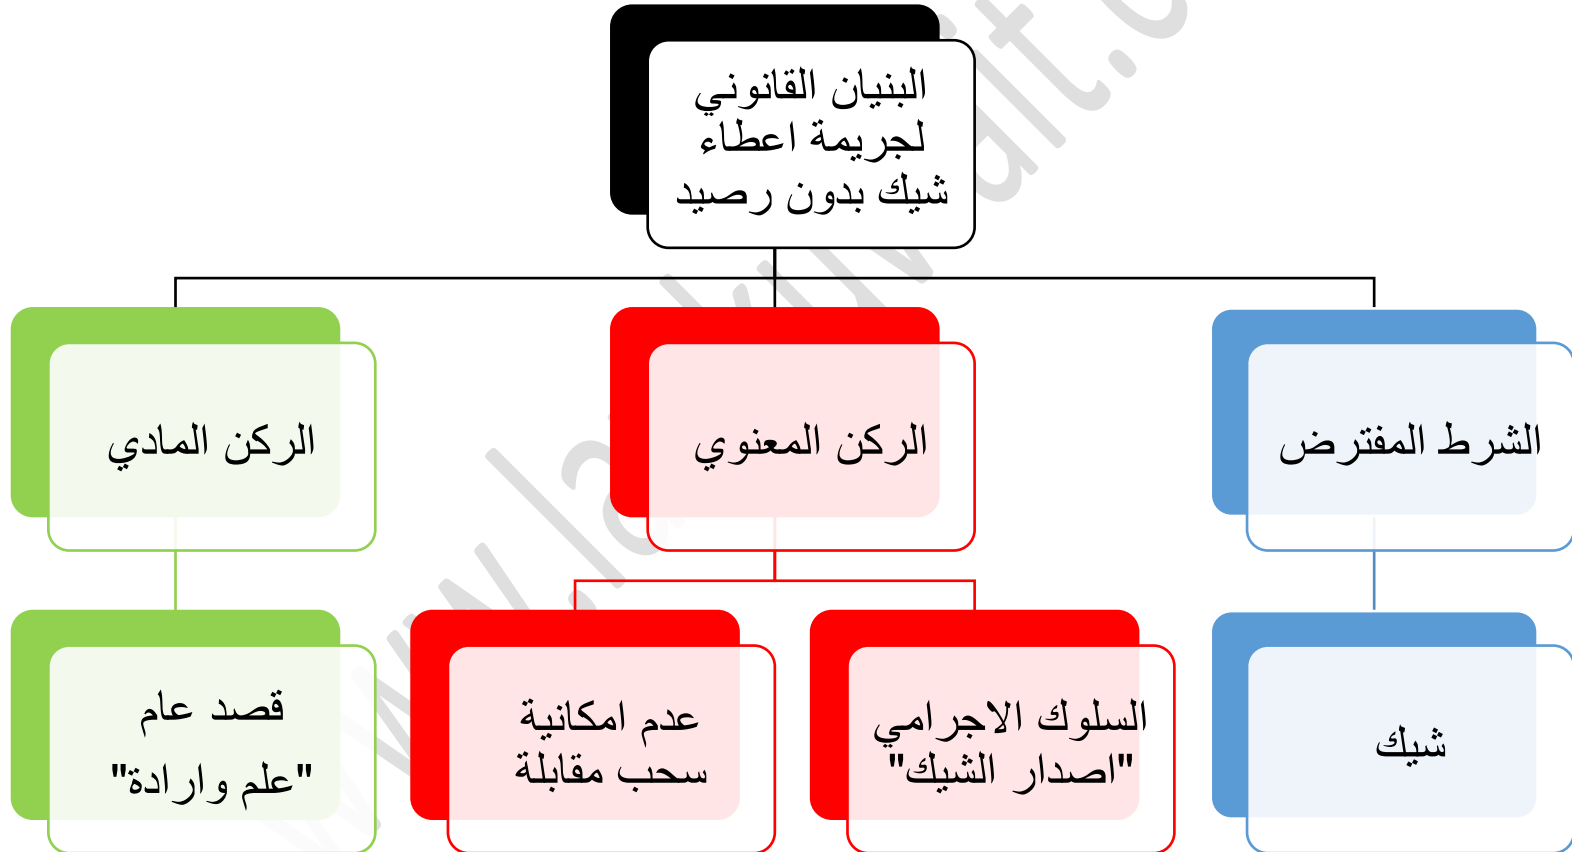 البنيان القانوني
لجريمة اعطاء
شيك بدون رصيد
الشرط المفترض
الركن المعنوي
الركن المادي
شيك
السلوك الاجرامي
"اصدار الشيك"
عدم امكانية
سحب مقابلة
قصد عام
"علم وارادة"